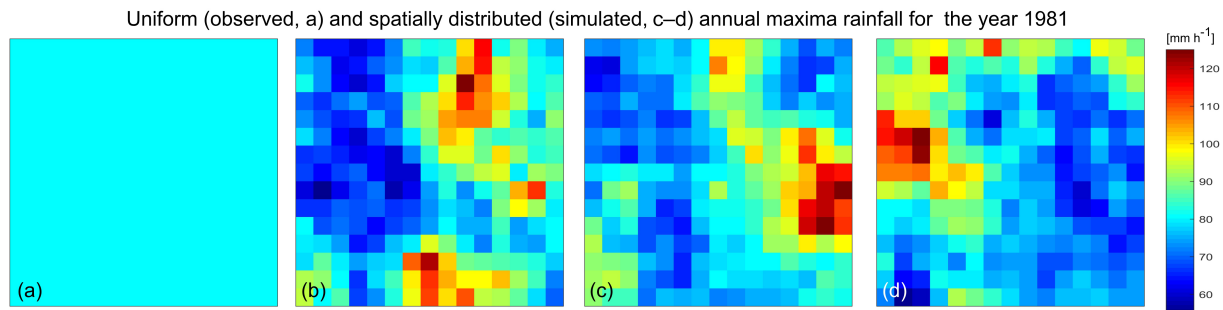 Uniform (observed, a) and spatially distributed (simulated, c–d) annual maxima rainfall for the year 1981
[mm h-1]
120
110
100
90
80
70
60
(a)
(b)
(c)
(d)